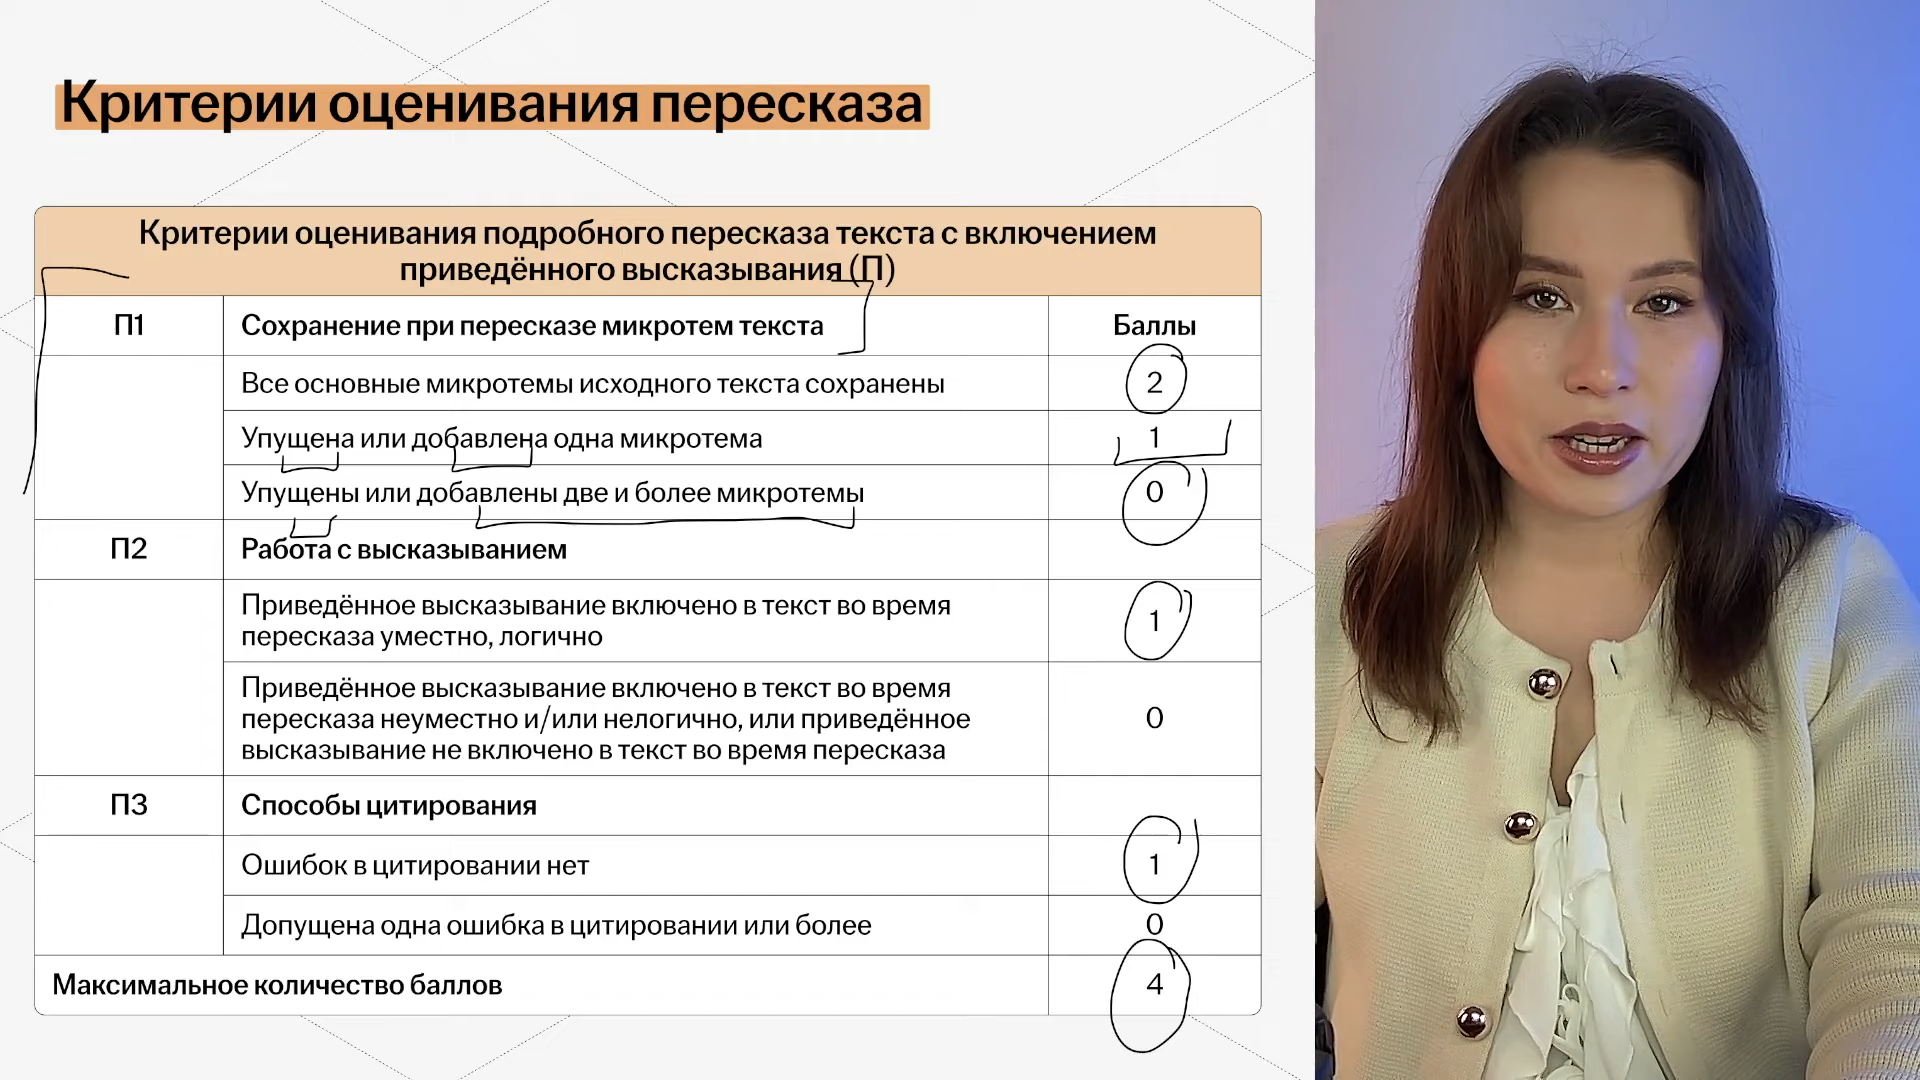 Критерии оценивания пересказа
Критерии оценивания подробного пересказа текста с включением
приведённого высказывания (П)
П1 Сохранение при пересказе микротем текста Баллы
Все основные микротемы исходного текста сохранены 2
Упущена или добавлена одна микротема 1
Упущены или добавлены две и более микротемы 0
П2 Работа с высказыванием
Приведённое высказывание включено в текст во время
пересказа уместно, логично 1
Приведённое высказывание включено в текст во время
пересказа неуместно и/или нелогично, или приведённое 0
высказывание не включено в текст во время пересказа
П3 Способы цитирования
Ошибок в цитировании нет 1
Допущена одна ошибка в цитировании или более 0
Максимальное количество баллов 4